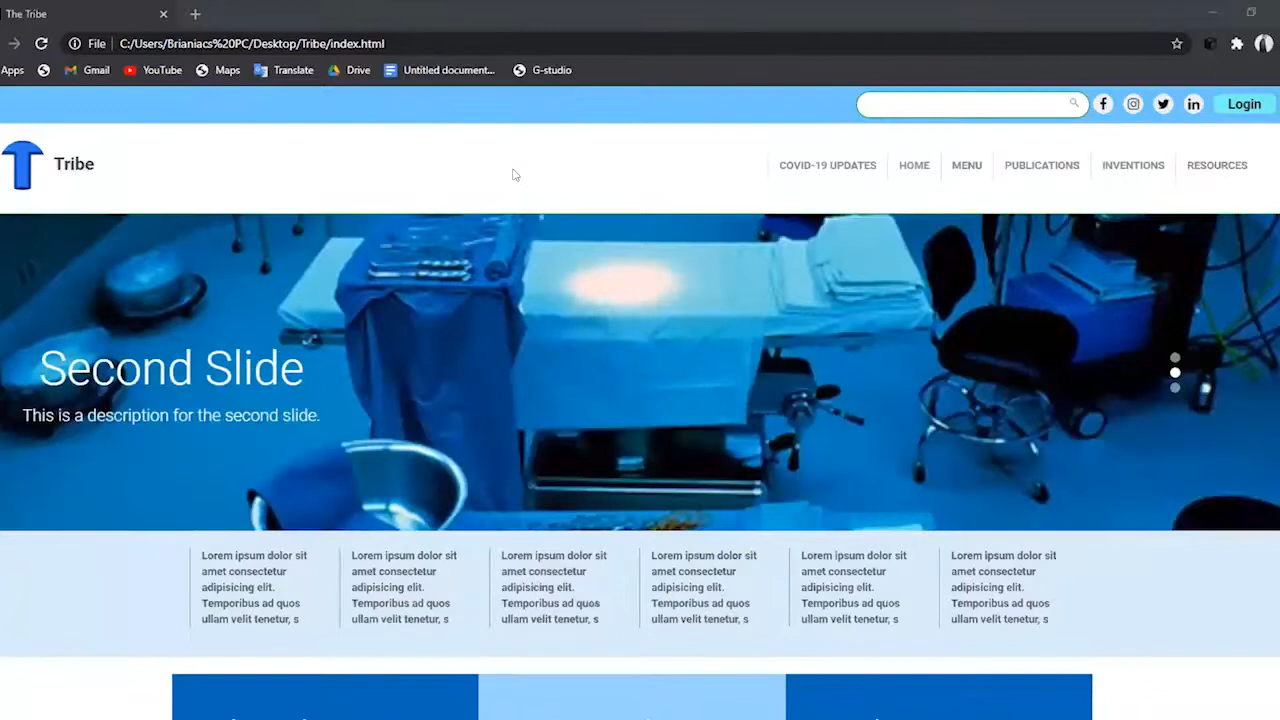 The Tribe
File C:/Users/Brianiacs%20PC/Desktop/Tribe/index.html
Apps Gmail YouTube Maps Translate Drive Untitled document... G-studio
Login
Tribe
COVID-19 UPDATES HOME MENU PUBLICATIONS INVENTIONS RESOURCES
Second Slide
This is a description for the second slide.
Lorem ipsum dolor sit
amet consectetur
adipisicing elit.
Temporibus ad quos
ullam velit tenetur, s
Lorem ipsum dolor sit
amet consectetur
adipisicing elit.
Temporibus ad quos
ullam velit tenetur, s
Lorem ipsum dolor sit
amet consectetur
adipisicing elit.
Temporibus ad quos
ullam velit tenetur, s
Lorem ipsum dolor sit
amet consectetur
adipisicing elit.
Temporibus ad quos
ullam velit tenetur, s
Lorem ipsum dolor sit
amet consectetur
adipisicing elit.
Temporibus ad quos
ullam velit tenetur, s
Lorem ipsum dolor sit
amet consectetur
adipisicing elit.
Temporibus ad quos
ullam velit tenetur, s